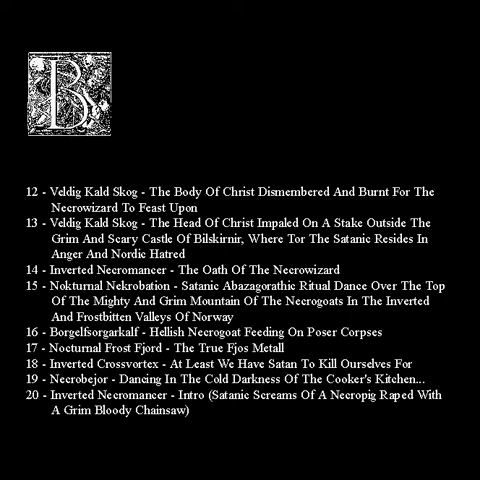 B
12 - Veldig Kald Skog - The Body Of Christ Dismembered And Burnt For The
Necrowizard To Feast Upon
13 - Veldig Kald Skog - The Head Of Christ Impaled On A Stake Outside The
Grim And Scary Castle Of Bilskirnir, Where Tor The Satanic Resides In
Anger And Nordic Hatred
14 - Inverted Necromancer - The Oath Of The Necrowizard
15 - Nokturnal Nekrobation - Satanic Abazagorathic Ritual Dance Over The Top
Of The Mighty And Grim Mountain Of The Necrogoats In The Inverted
And Frostbitten Valleys Of Norway
16 - Borgelfsorgarkalf - Hellish Necrogoat Feeding On Poser Corpses
17 - Nocturnal Frost Fjord - The True Fjos Metall
18 - Inverted Crossvortex - At Least We Have Satan To Kill Ourselves For
19 - Necrobejor - Dancing In The Cold Darkness Of The Cooker's Kitchen...
20 - Inverted Necromancer - Intro (Satanic Screams Of A Necropig Raped With
A Grim Bloody Chainsaw)